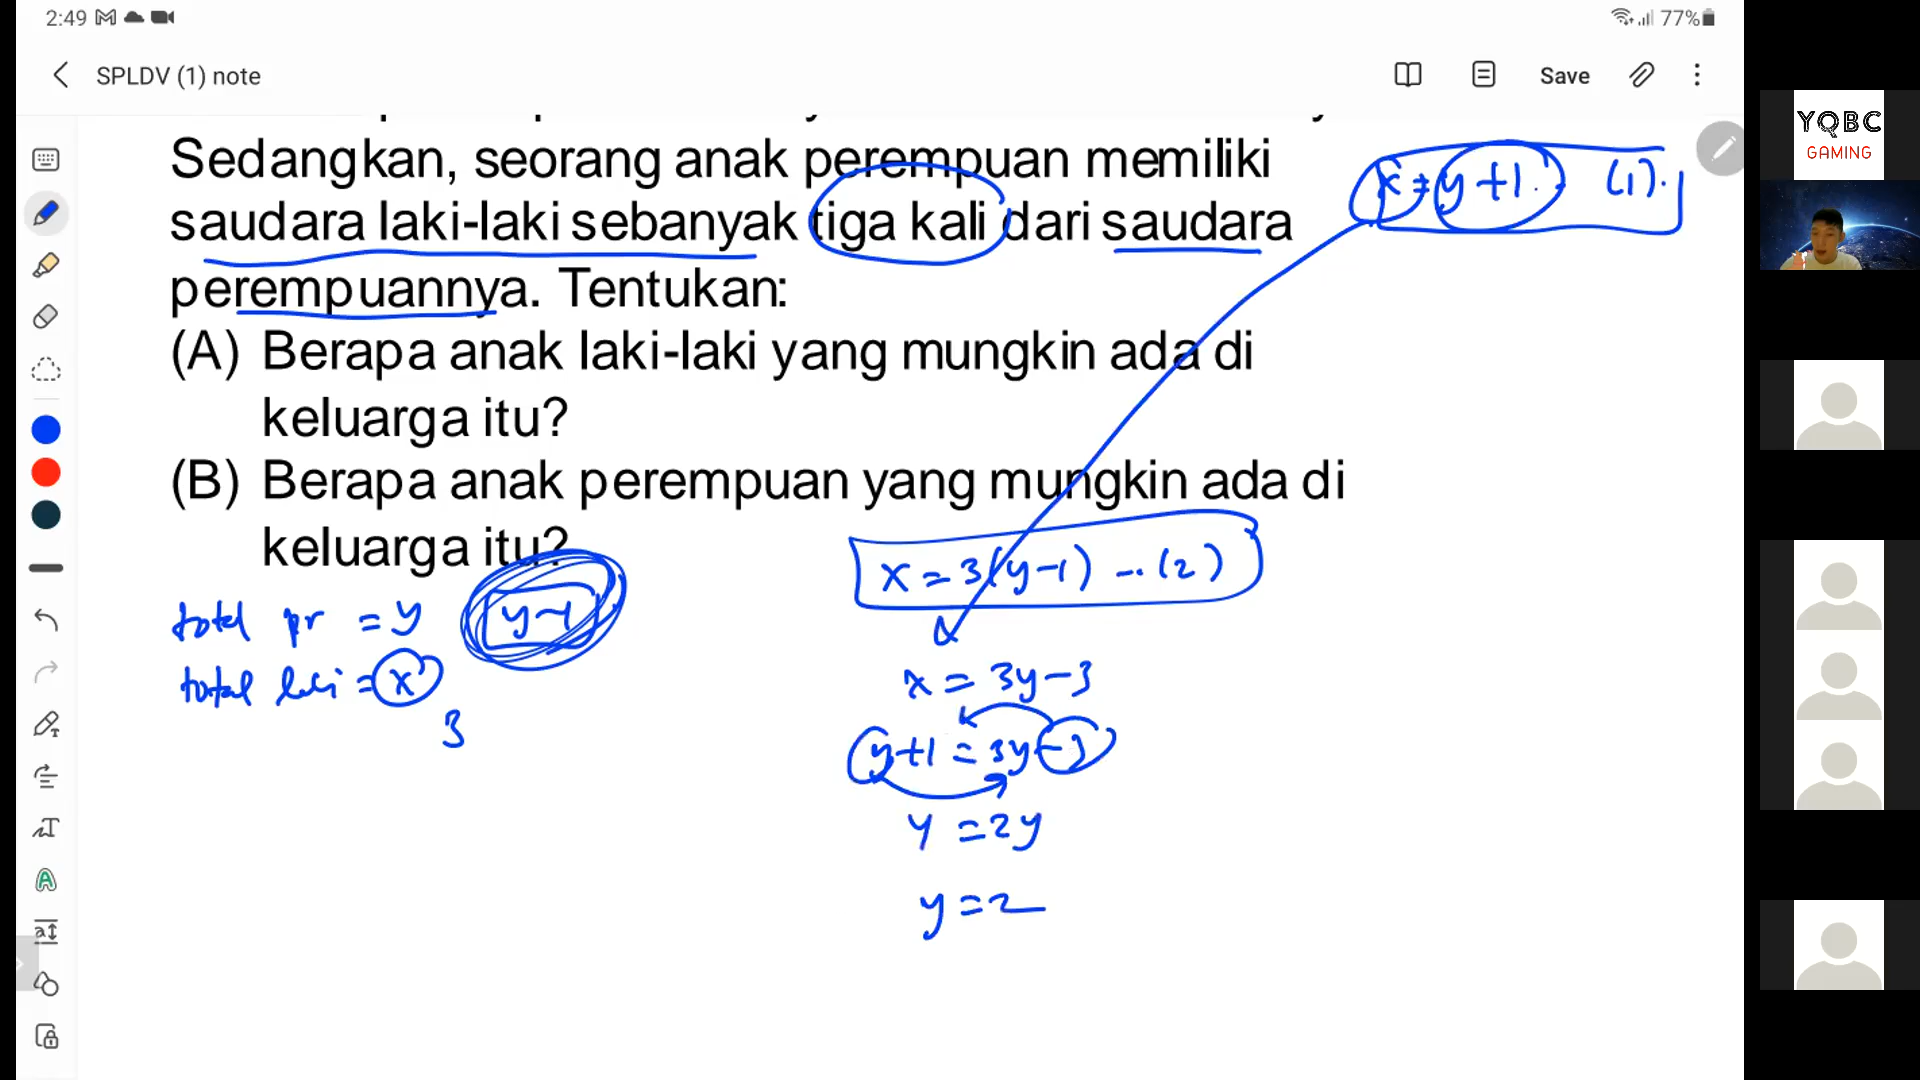 2:49
77%
SPLDV (1) note
Save
YQBC
GAMING
Sedangkan, seorang anak perempuan memiliki
saudara laki-laki sebanyak tiga kali dari saudara
perempuannya. Tentukan:
x = y + 1 (1).
(A) Berapa anak laki-laki yang mungkin ada di
keluarga itu?
(B) Berapa anak perempuan yang mungkin ada di
keluarga itu?
x = 3(y-1) ... (2)
total pr = y
y-1
total laki = x
3
x = 3y-3
y+1 = 3y-3
y = 2y
y = 2